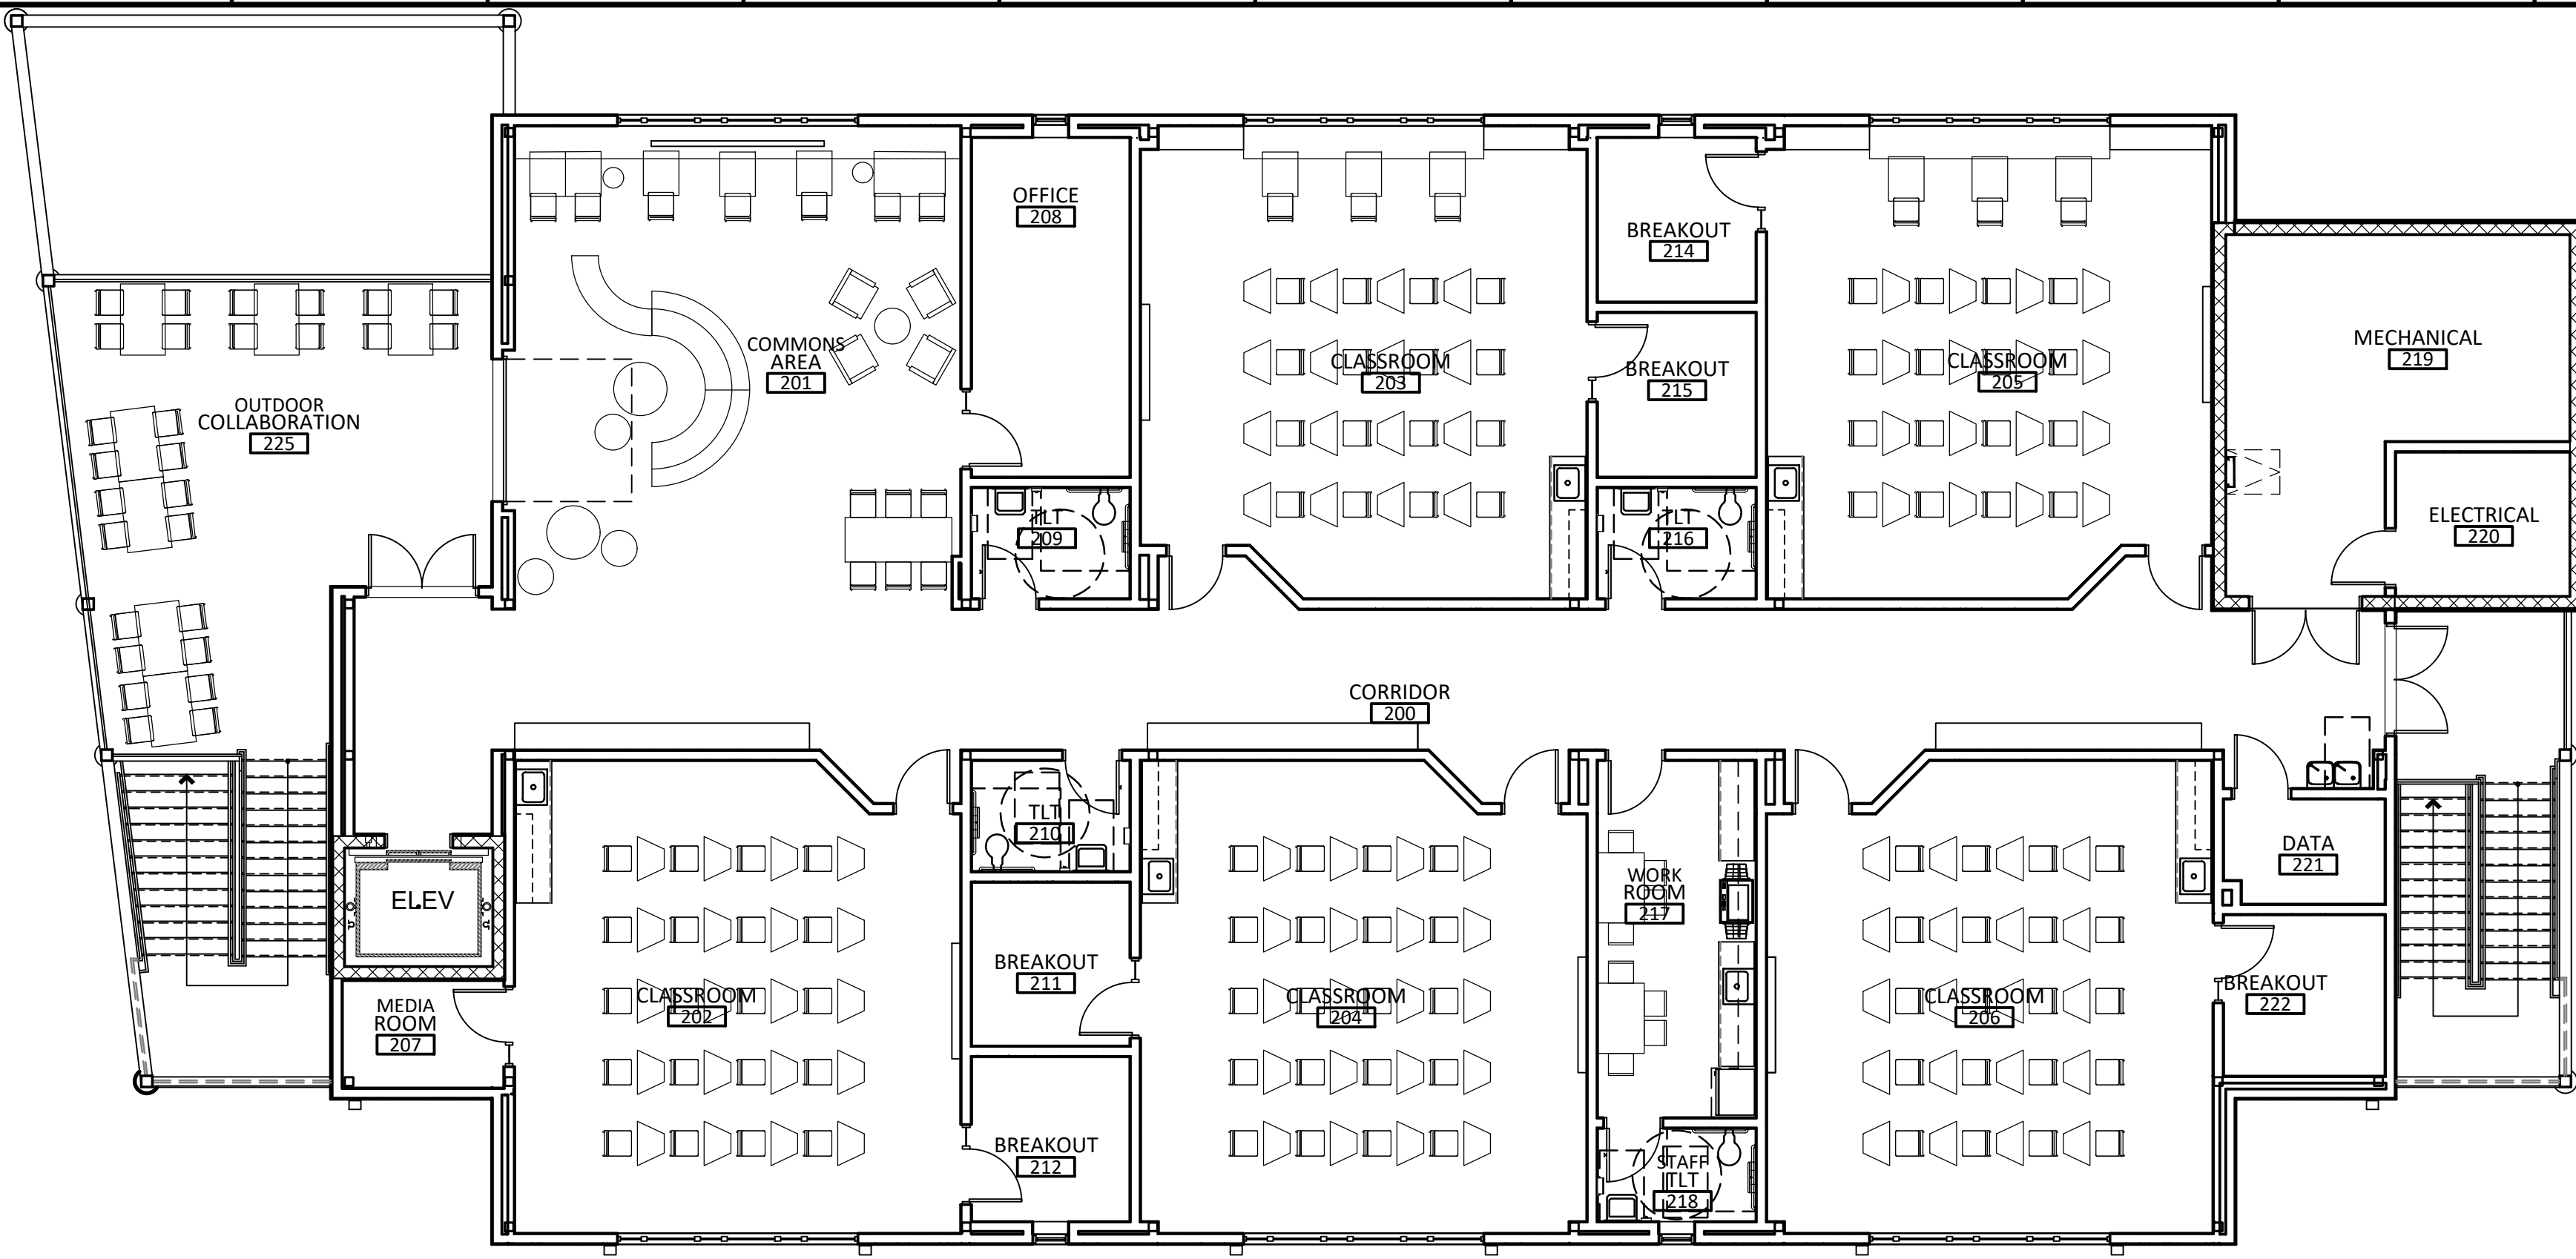 OFFICE
208
BREAKOUT
214
COMMONS
AREA
201
CLASSROOM
203
BREAKOUT
215
CLASSROOM
205
MECHANICAL
219
OUTDOOR
COLLABORATION
225
TLT
209
TLT
216
ELECTRICAL
220
CORRIDOR
200
TLT
210
DATA
221
ELEV
WORK
ROOM
217
BREAKOUT
211
MEDIA
ROOM
207
CLASSROOM
202
CLASSROOM
204
CLASSROOM
206
BREAKOUT
222
BREAKOUT
212
STAFF
TLT
218